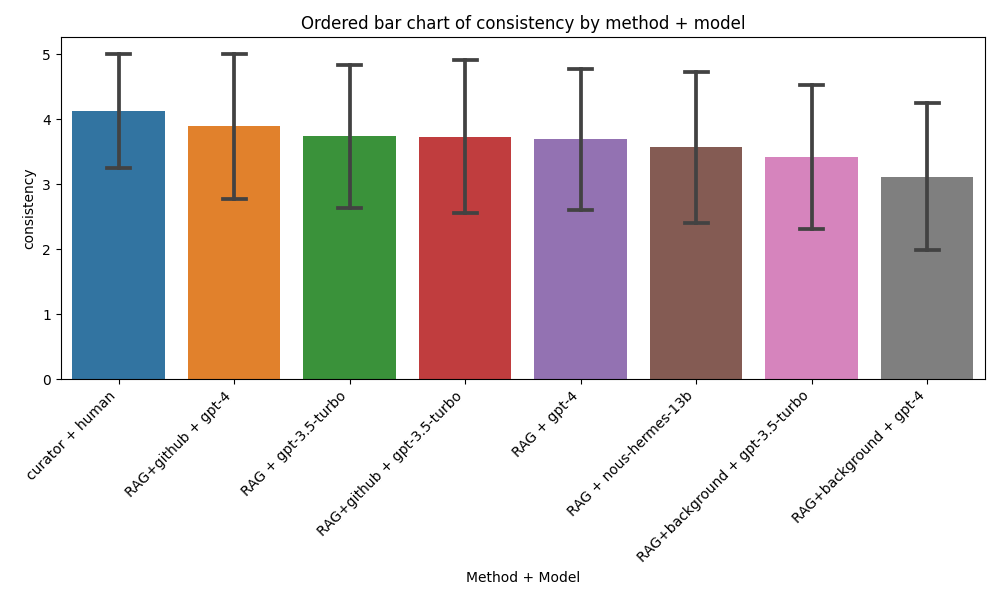 Ordered bar chart of consistency by method + model
consistency
5
4
3
2
1
0
curator + human
RAG+github + gpt-4
RAG + gpt-3.5-turbo
RAG+github + gpt-3.5-turbo
RAG + gpt-4
RAG + nous-hermes-13b
RAG+background + gpt-3.5-turbo
RAG+background + gpt-4
Method + Model